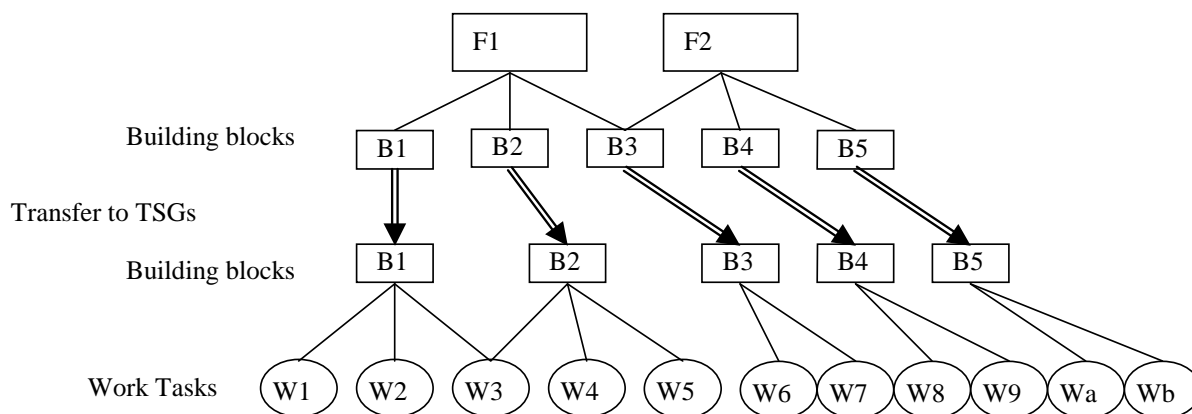 F1 F2
Building blocks B1 B2 B3 B4 B5
Transfer to TSGs
Building blocks B1 B2 B3 B4 B5
Work Tasks W1 W2 W3 W4 W5 W6 W7 W8 W9 Wa Wb